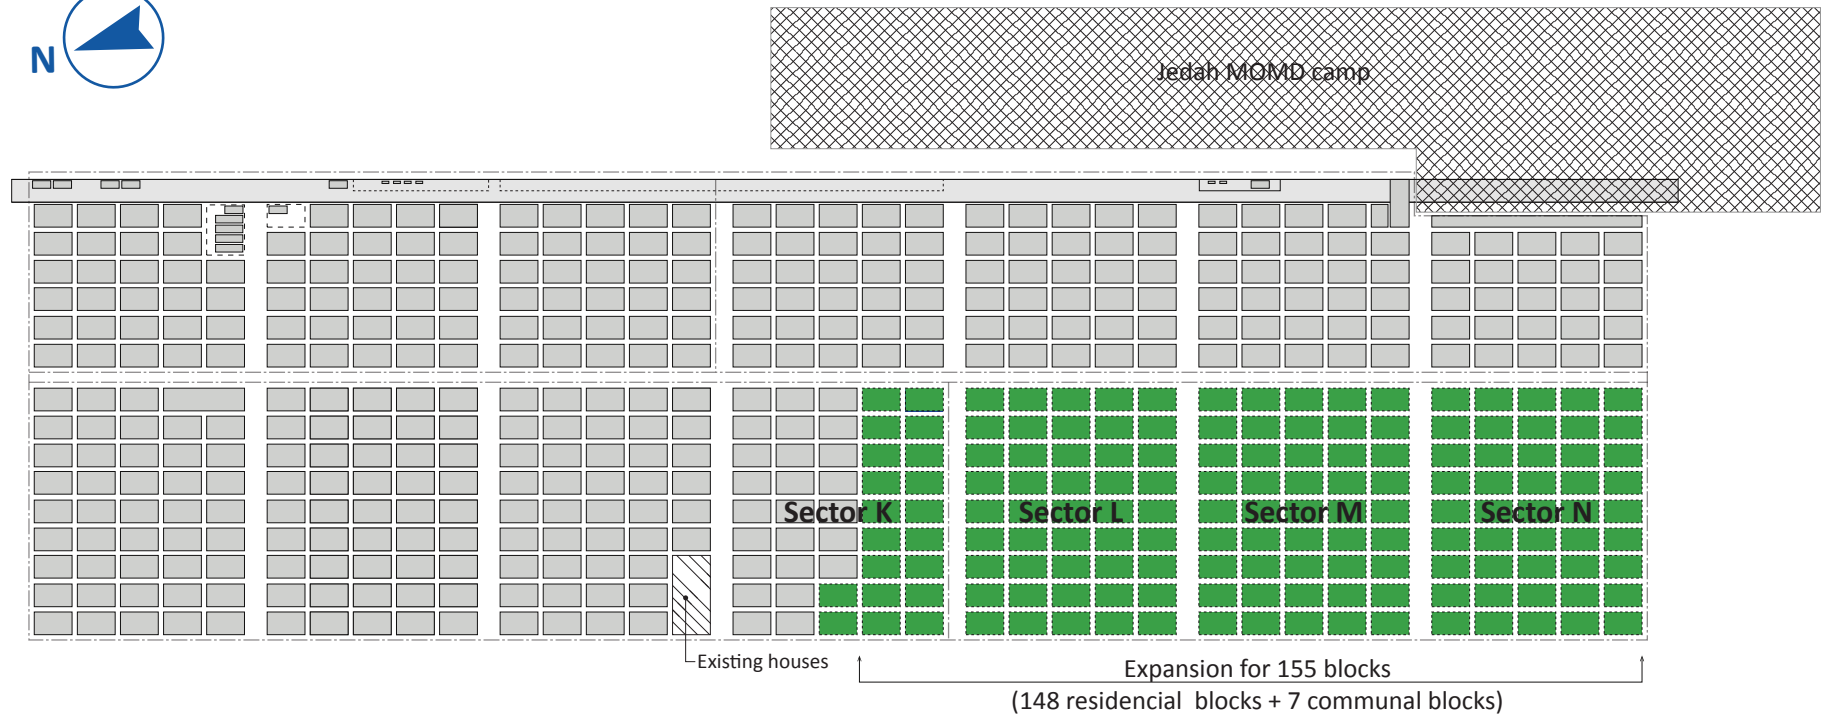 N
Jedah MOMD camp
Sector K
Sector L
Sector M
Sector N
Existing houses
Expansion for 155 blocks
(148 residencial blocks + 7 communal blocks)